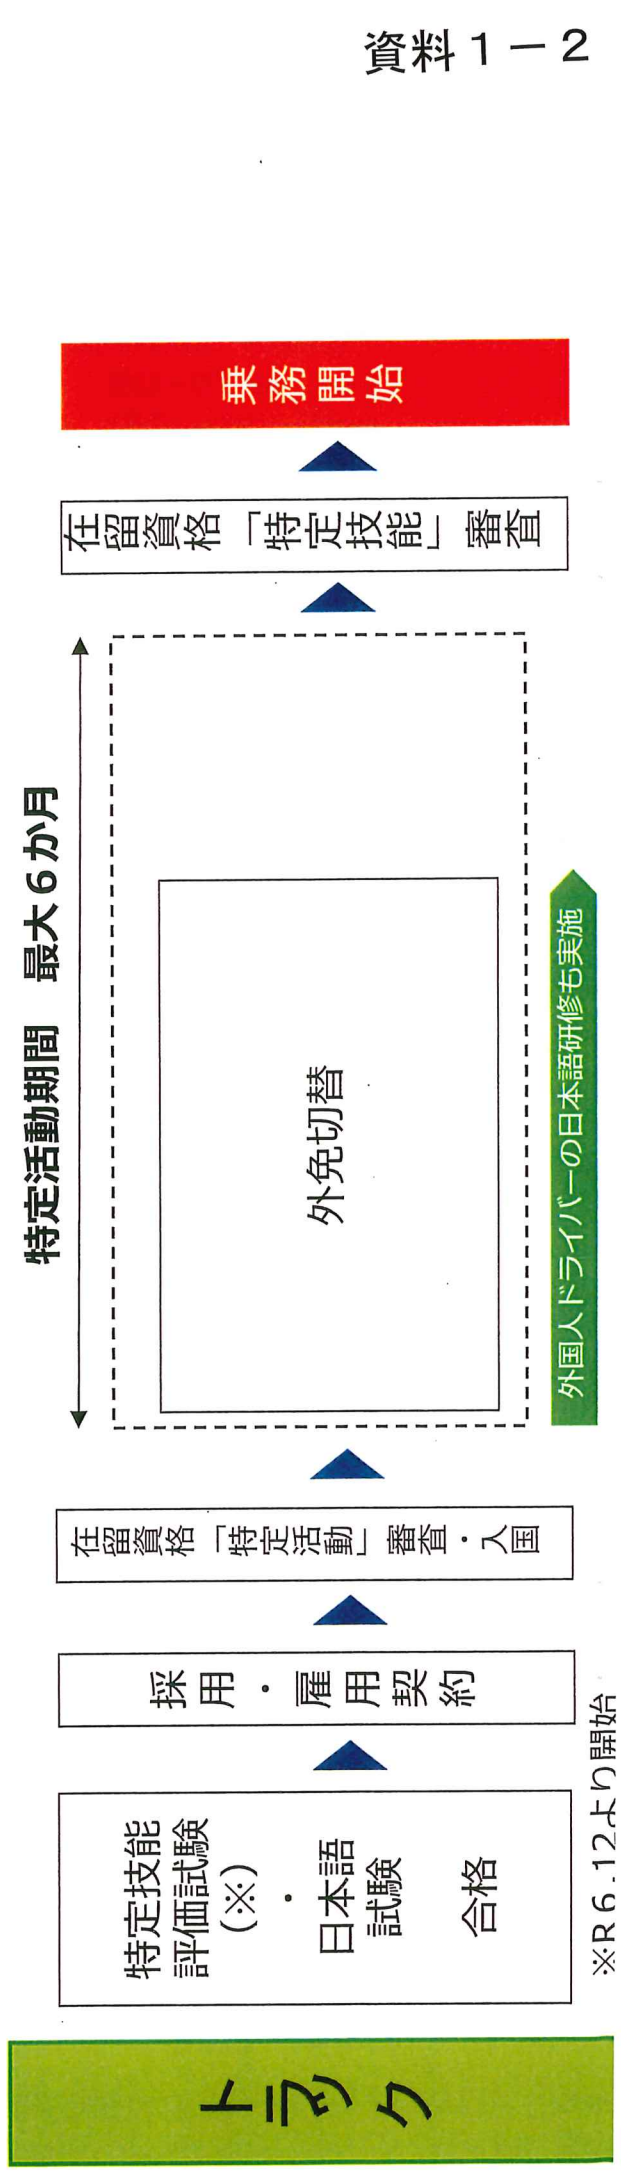 資料1－2
トラック
特定技能
評価試験
(※)
・
日本語
試験
合格
※R6.12より開始
採用・雇用契約
在留資格「特定活動」審査・入国
特定活動期間　最大6か月
外免切替
外国人ドライバーの日本語研修も実施
在留資格「特定技能」審査
乗務開始